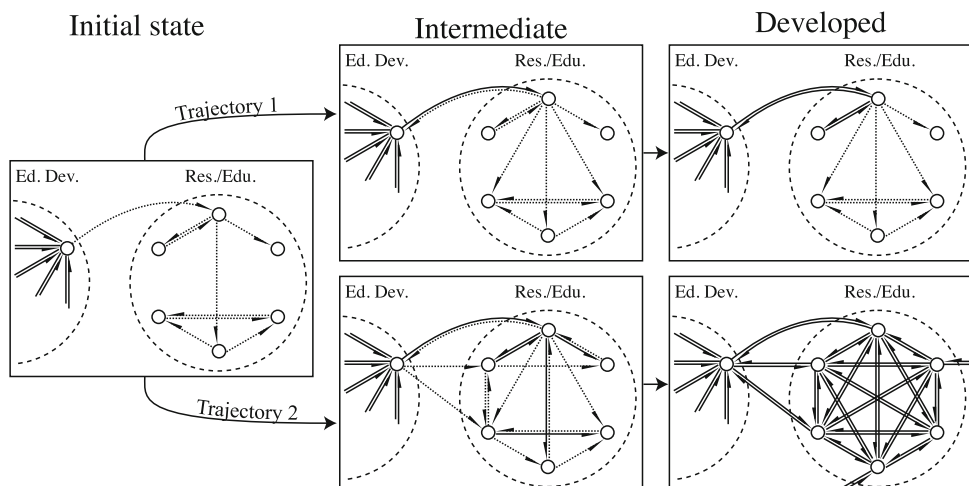 Initial state
Intermediate
Developed
Ed. Dev.
Res./Edu.
Ed. Dev.
Res./Edu.
Trajectory 1
Ed. Dev.
Res./Edu.
Ed. Dev.
Res./Edu.
Ed. Dev.
Res./Edu.
Trajectory 2